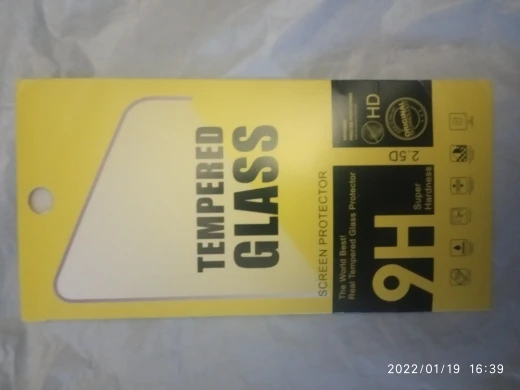 TEMPERED
GLASS
SCREEN PROTECTOR
The World Best!
Real Tempered Glass Protector
9H
Super
Hardness
2.5D
HD
ORIGINAL
2022/01/19 16:39